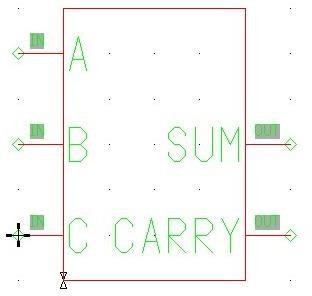 IN
A
IN OUT
B SUM
IN OUT
C CARRY